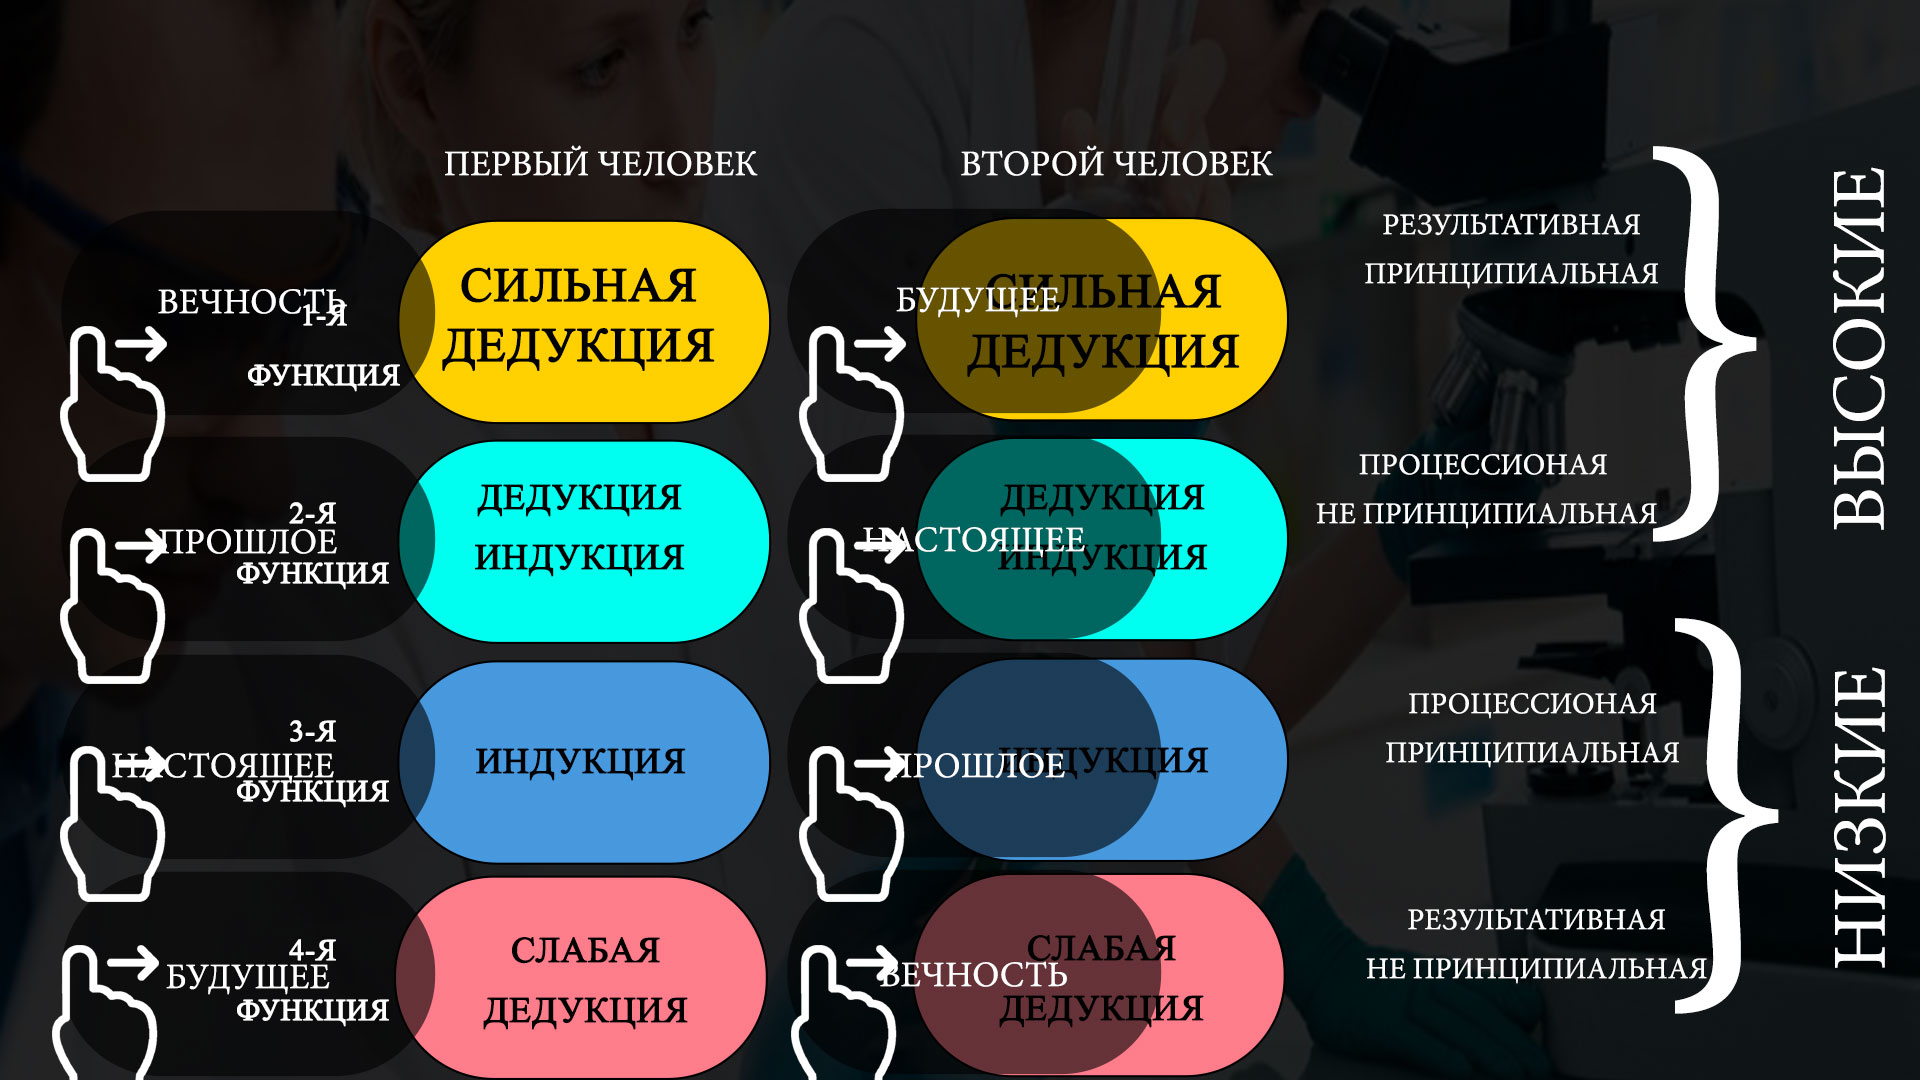 ПЕРВЫЙ ЧЕЛОВЕК
ВТОРОЙ ЧЕЛОВЕК
ВЕЧНОСТЬ
1-Я
ФУНКЦИЯ
СИЛЬНАЯ
ДЕДУКЦИЯ
БУДУЩЕЕ
СИЛЬНАЯ
ДЕДУКЦИЯ
РЕЗУЛЬТАТИВНАЯ
ПРИНЦИПИАЛЬНАЯ
2-Я
ПРОШЛОЕ
ФУНКЦИЯ
ДЕДУКЦИЯ
ИНДУКЦИЯ
НАСТОЯЩЕЕ
ДЕДУКЦИЯ
ИНДУКЦИЯ
ПРОЦЕССИОНАЯ
НЕ ПРИНЦИПИАЛЬНАЯ
ВЫСОКИЕ
3-Я
НАСТОЯЩЕЕ
ФУНКЦИЯ
ИНДУКЦИЯ
ПРОШЛОЕ
ИНДУКЦИЯ
ПРОЦЕССИОНАЯ
ПРИНЦИПИАЛЬНАЯ
4-Я
БУДУЩЕЕ
ФУНКЦИЯ
СЛАБАЯ
ДЕДУКЦИЯ
ВЕЧНОСТЬ
СЛАБАЯ
ДЕДУКЦИЯ
РЕЗУЛЬТАТИВНАЯ
НЕ ПРИНЦИПИАЛЬНАЯ
НИЗКИЕ